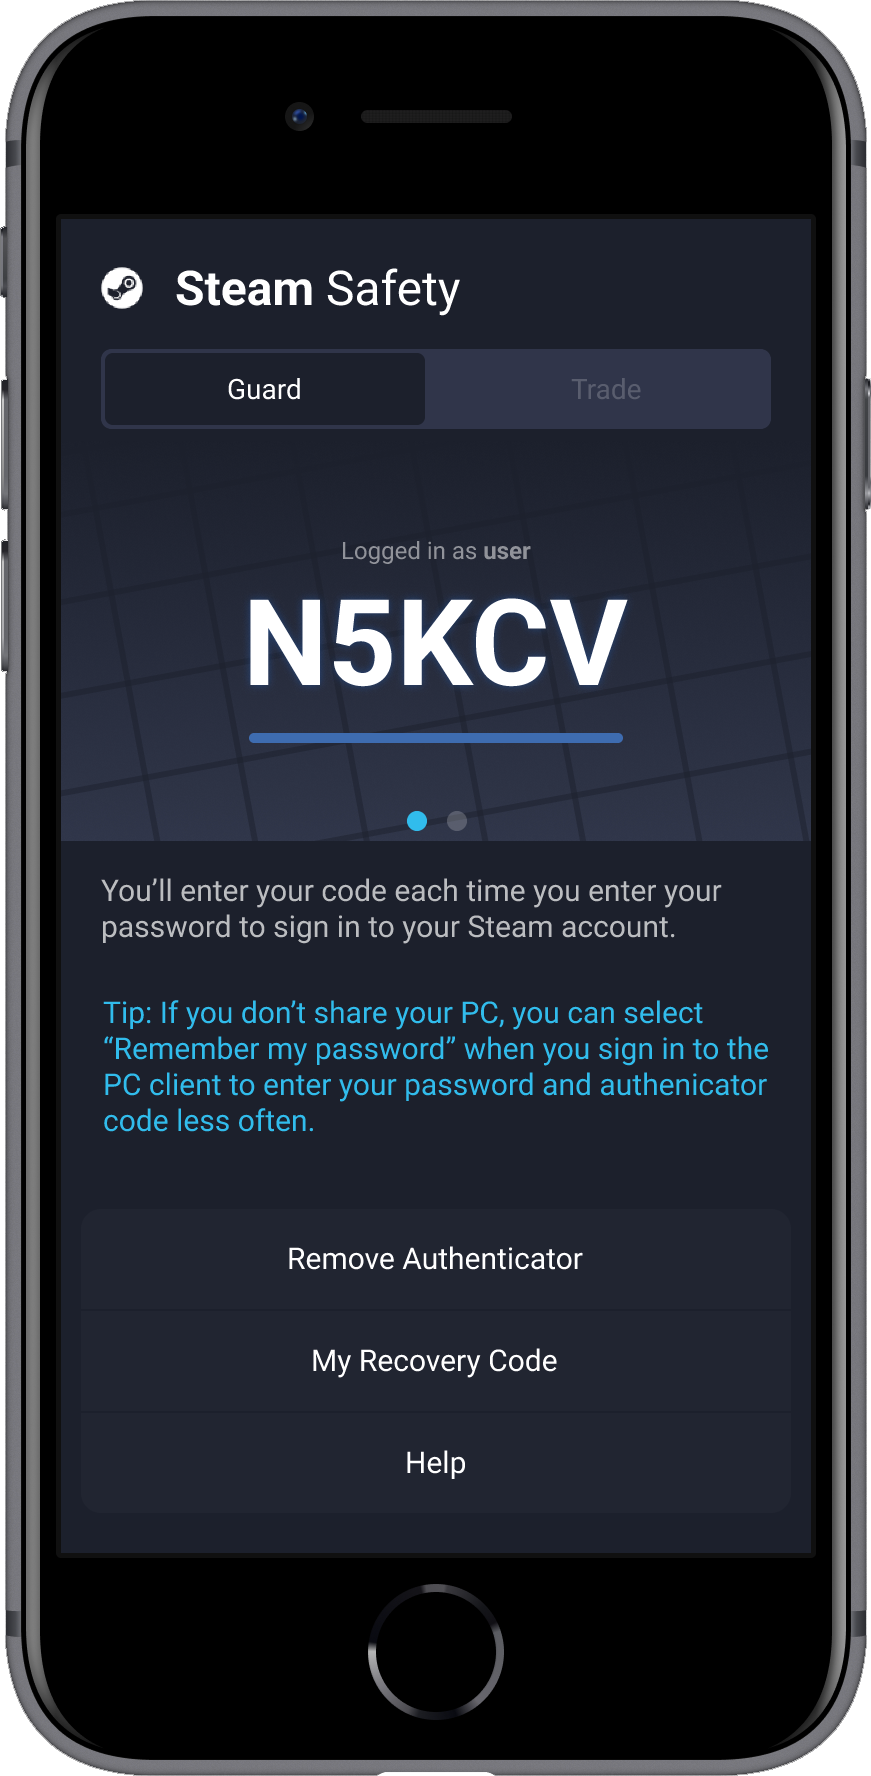 Steam Safety
Guard
Trade
Logged in as user
N5KCV
You’ll enter your code each time you enter your
password to sign in to your Steam account.
Tip: If you don’t share your PC, you can select
“Remember my password” when you sign in to the
PC client to enter your password and authenicator
code less often.
Remove Authenticator
My Recovery Code
Help